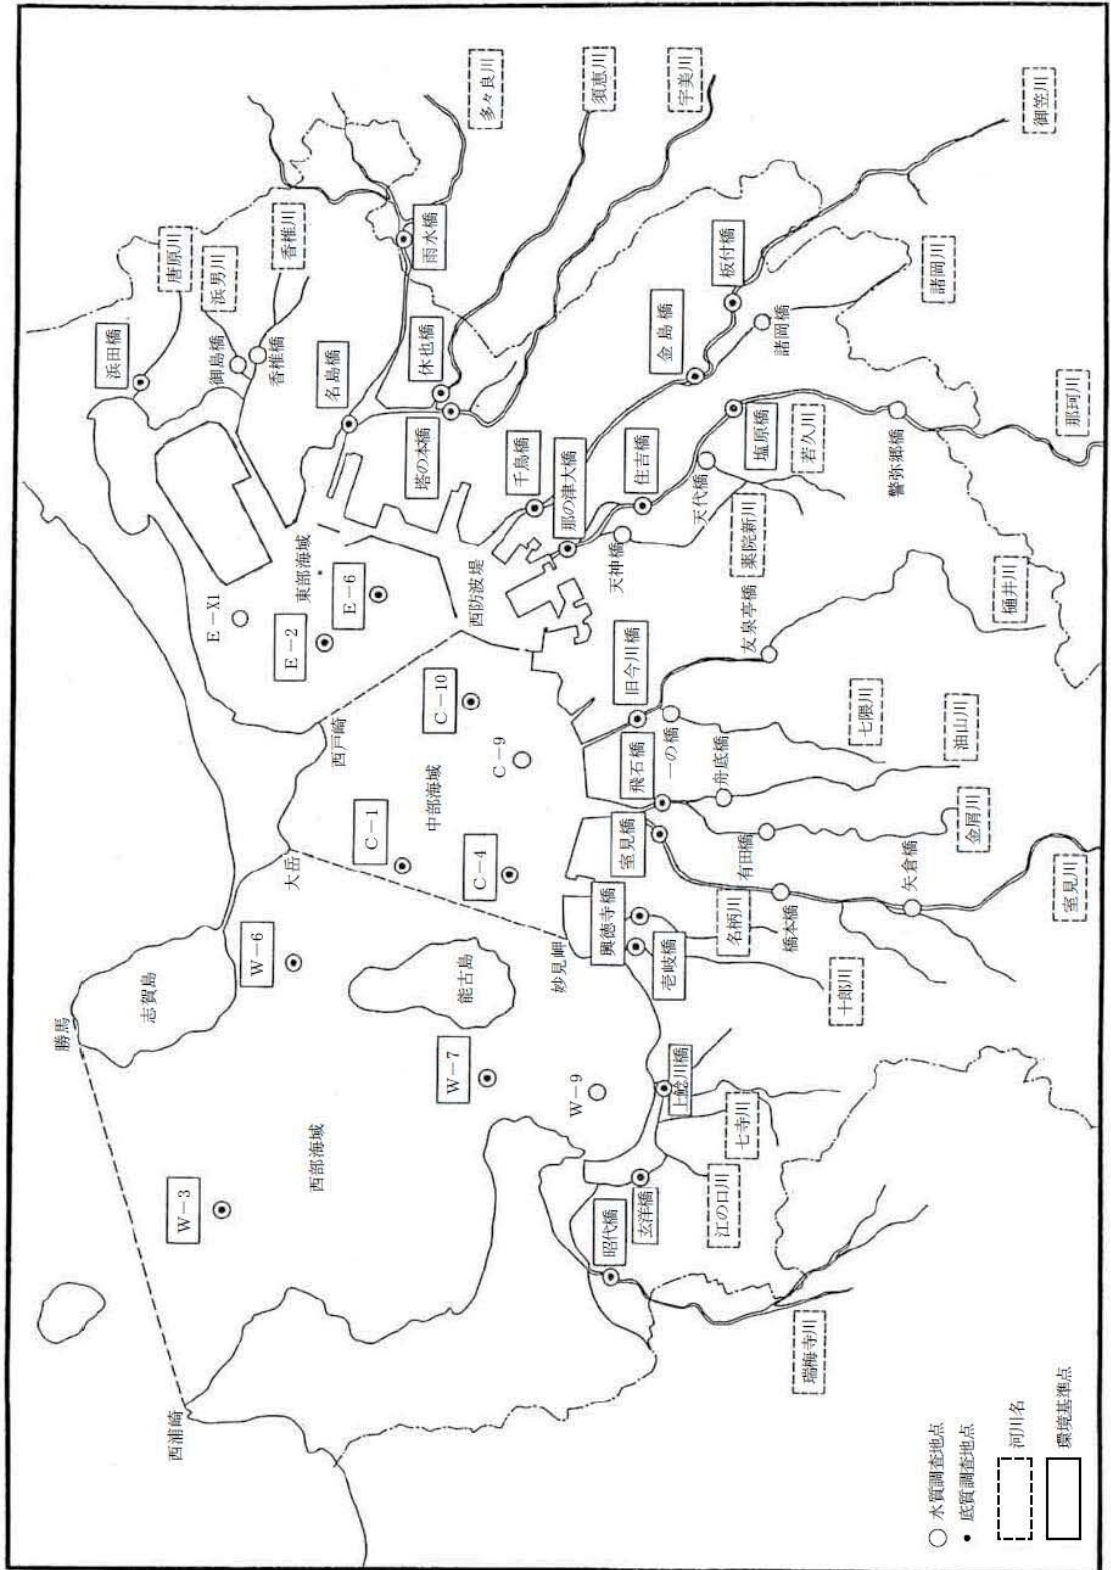 多々良川
須恵川
宇美川
御笠川
唐原川
浜男川
香椎川
雨水橋
浜田橋
御島橋
香椎橋
名島橋
休也橋
塔の本橋
板付橋
金島橋
諸岡橋
諸岡川
千鳥橋
那の津大橋
住吉橋
塩原橋
若久川
那珂川
天代橋
警弥郷橋
薬院新川
天神橋
東部海域
E-X1
E-2
E-6
西防波堤
友泉亭橋
樋井川
旧今川橋
西戸崎
C-10
C-9
中部海域
C-1
C-4
大岳
飛石橋
一の橋
舟底橋
七隈川
油山川
室見橋
有田橋
金屑川
矢倉橋
室見川
橋本橋
名柄川
興徳寺橋
壱岐橋
十郎川
妙見岬
W-6
志賀島
勝馬
能古島
W-7
W-9
上鯰川橋
七寺川
西部海域
W-3
玄洋橋
江の口川
昭代橋
瑞梅寺川
西浦崎
水質調査地点
底質調査地点
河川名
環境基準点